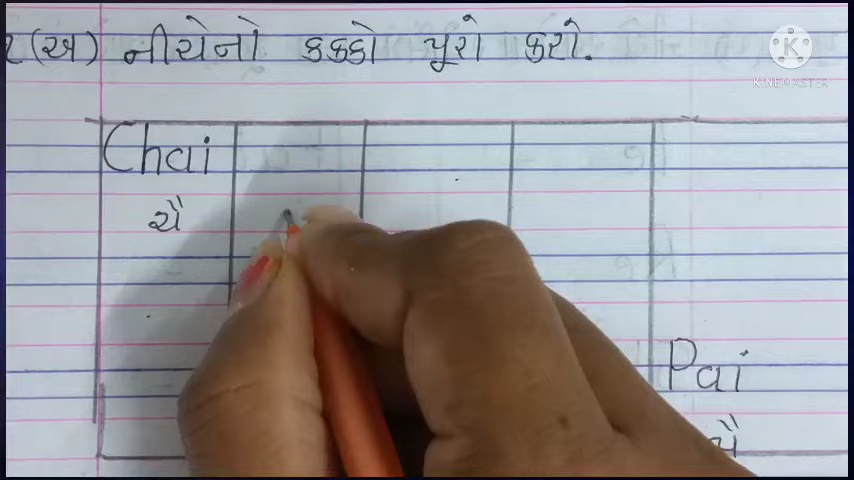 ર (અ) નીચેનો કક્કો પૂરો કરો.
KINEMASTER
Chai
ચૈ
Pai